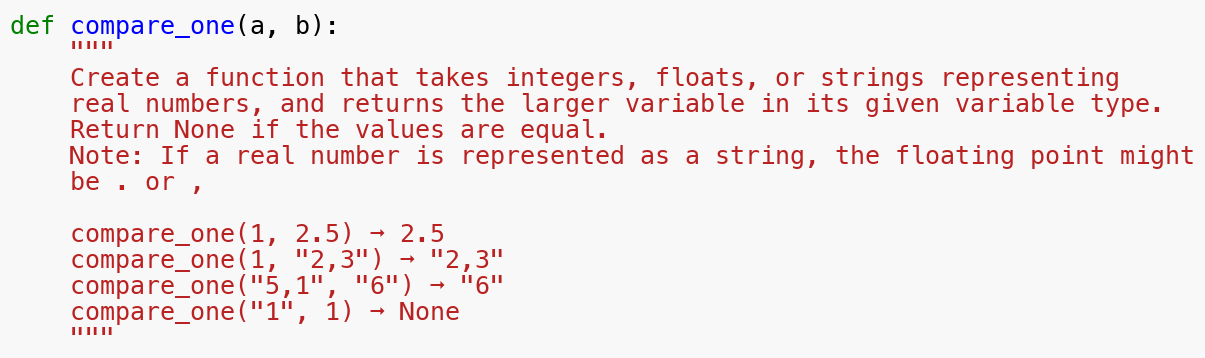 def compare_one(a, b):
    """
    Create a function that takes integers, floats, or strings representing
    real numbers, and returns the larger variable in its given variable type.
    Return None if the values are equal.
    Note: If a real number is represented as a string, the floating point might
    be . or ,

    compare_one(1, 2.5) → 2.5
    compare_one(1, "2,3") → "2,3"
    compare_one("5,1", "6") → "6"
    compare_one("1", 1) → None
    """